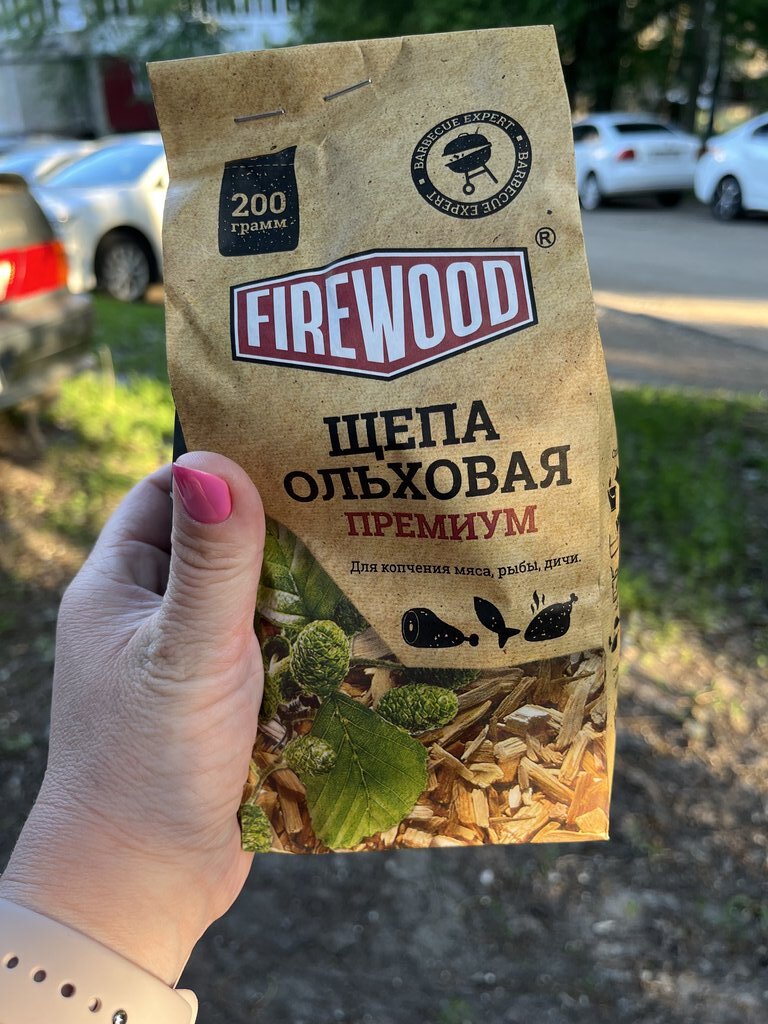 BARBECUE EXPERT • BARBECUE EXPERT •
200
грамм
®
FIREWOOD
ЩЕПА
ОЛЬХОВАЯ
ПРЕМИУМ
Для копчения мяса, рыбы, дичи.